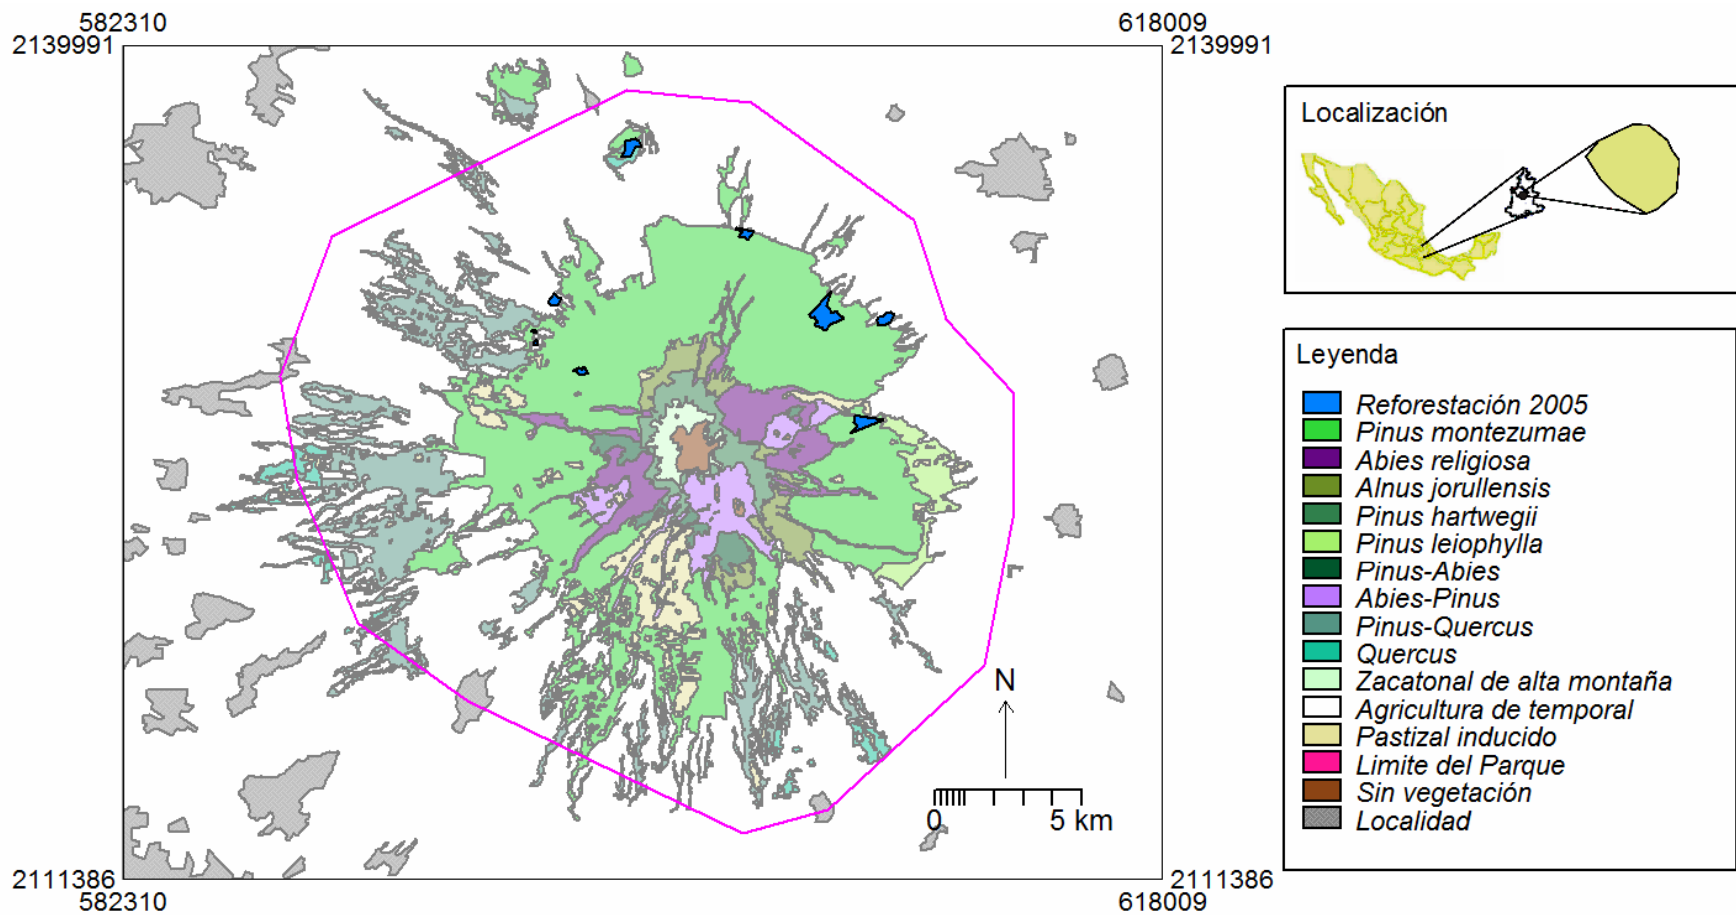 582310
618009
2139991
2139991
Localización
Leyenda
Reforestación 2005
Pinus montezumae
Abies religiosa
Alnus jorullensis
Pinus hartwegii
Pinus leiophylla
Pinus-Abies
Abies-Pinus
Pinus-Quercus
Quercus
Zacatonal de alta montaña
Agricultura de temporal
Pastizal inducido
Limite del Parque
Sin vegetación
Localidad
N
0 5 km
2111386
2111386
582310
618009